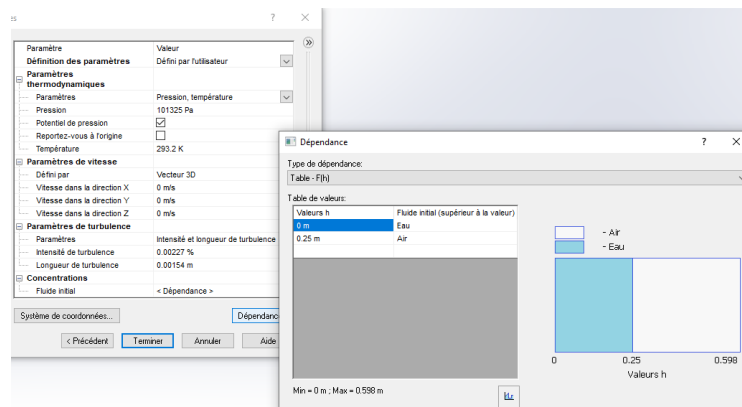 es ? ×
Paramètre Valeur
Définition des paramètres Défini par l'utilisateur
Paramètres thermodynamiques
Paramètres Pression, température
Pression 101325 Pa
Potentiel de pression
Reportez-vous à l'origine
Température 293.2 K
Paramètres de vitesse
Défini par Vecteur 3D
Vitesse dans la direction X 0 m/s
Vitesse dans la direction Y 0 m/s
Vitesse dans la direction Z 0 m/s
Paramètres de turbulence
Paramètres Intensité et longueur de turbulence
Intensité de turbulence 0.00227 %
Longueur de turbulence 0.00154 m
Concentrations
Fluide initial < Dépendance >
Système de coordonnées... Dépendanc
< Précédent Terminer Annuler Aide
Dépendance ? ×
Type de dépendance:
Table - F(h)
Table de valeurs:
Valeurs h Fluide initial (supérieur à la valeur)
0 m Eau
0.25 m Air
- Air
- Eau
0 0.25 0.598
Valeurs h
Min = 0 m ; Max = 0.598 m